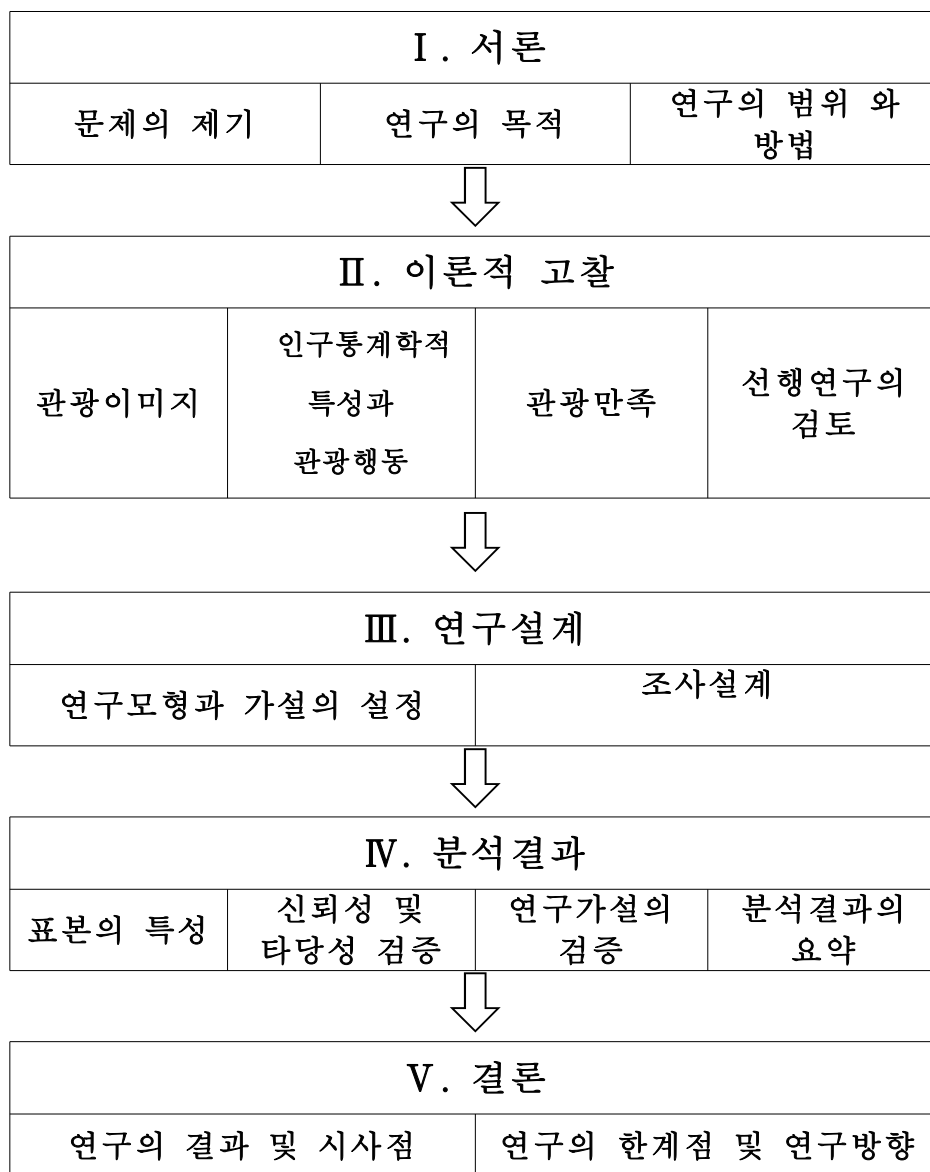 Ⅰ. 서론
문제의 제기
연구의 목적
연구의 범위 와
방법
Ⅱ. 이론적 고찰
관광이미지
인구통계학적
특성과
관광행동
관광만족
선행연구의
검토
Ⅲ. 연구설계
연구모형과 가설의 설정
조사설계
Ⅳ. 분석결과
표본의 특성
신뢰성 및
타당성 검증
연구가설의
검증
분석결과의
요약
Ⅴ. 결론
연구의 결과 및 시사점
연구의 한계점 및 연구방향